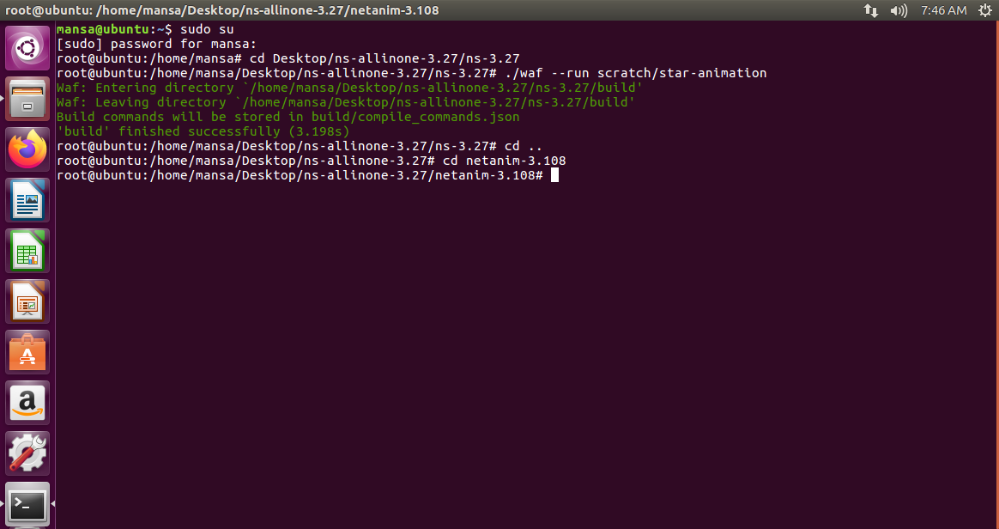 root@ubuntu: /home/mansa/Desktop/ns-allinone-3.27/netanim-3.108
7:46 AM
mansa@ubuntu:~$ sudo su
[sudo] password for mansa:
root@ubuntu:/home/mansa# cd Desktop/ns-allinone-3.27/ns-3.27
root@ubuntu:/home/mansa/Desktop/ns-allinone-3.27/ns-3.27# ./waf --run scratch/star-animation
Waf: Entering directory `/home/mansa/Desktop/ns-allinone-3.27/ns-3.27/build'
Waf: Leaving directory `/home/mansa/Desktop/ns-allinone-3.27/ns-3.27/build'
Build commands will be stored in build/compile_commands.json
'build' finished successfully (3.198s)
root@ubuntu:/home/mansa/Desktop/ns-allinone-3.27/ns-3.27# cd ..
root@ubuntu:/home/mansa/Desktop/ns-allinone-3.27# cd netanim-3.108
root@ubuntu:/home/mansa/Desktop/ns-allinone-3.27/netanim-3.108#